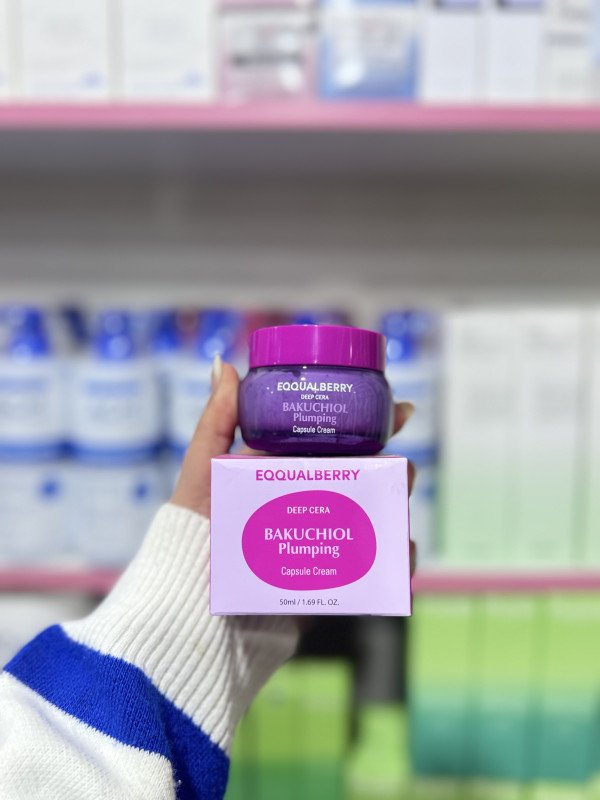 EQQUALBERRY
DEEP CERA
BAKUCHIOL
Plumping
Capsule Cream
EQQUALBERRY
DEEP CERA
BAKUCHIOL
Plumping
Capsule Cream
50ml / 1.69 FL. OZ.